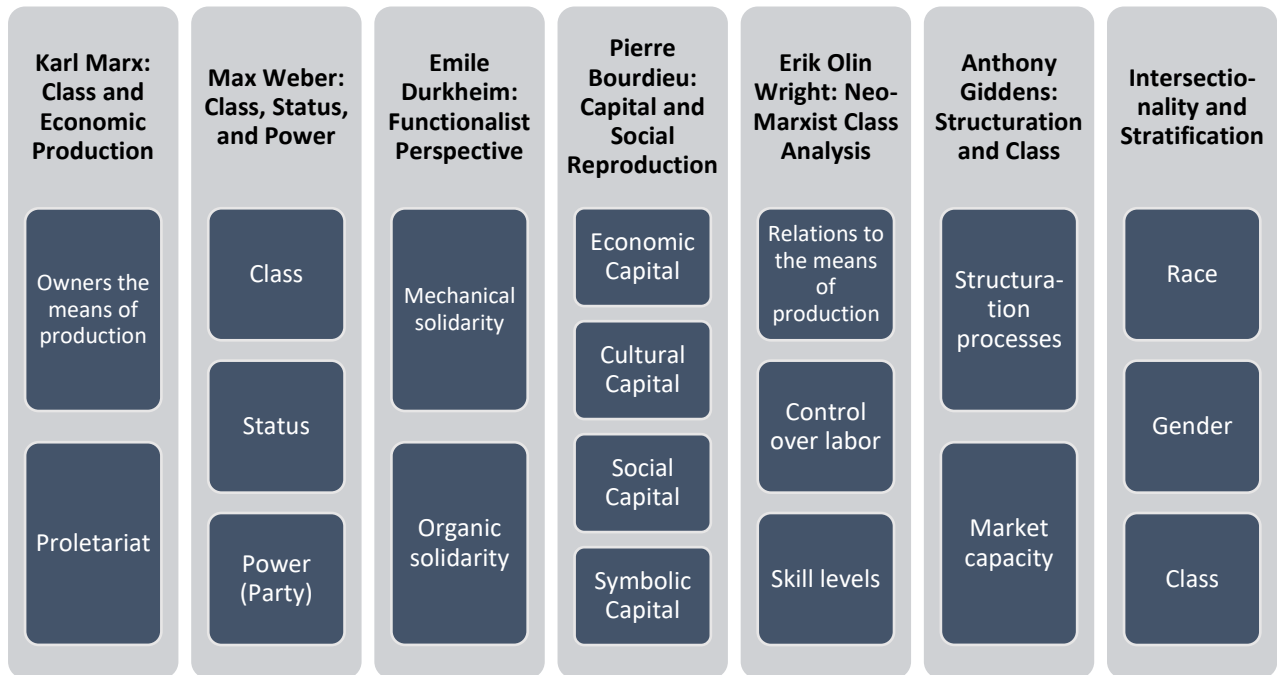 Karl Marx:
Class and
Economic
Production
Owners the
means of
production
Proletariat
Max Weber:
Class, Status,
and Power
Class
Status
Power
(Party)
Emile
Durkheim:
Functionalist
Perspective
Mechanical
solidarity
Organic
solidarity
Pierre
Bourdieu:
Capital and
Social
Reproduction
Economic
Capital
Cultural
Capital
Social
Capital
Symbolic
Capital
Erik Olin
Wright: Neo-
Marxist Class
Analysis
Relations to
the means
of
production
Control
over labor
Skill levels
Anthony
Giddens:
Structuration
and Class
Structura-
tion
processes
Market
capacity
Intersectio-
nality and
Stratification
Race
Gender
Class